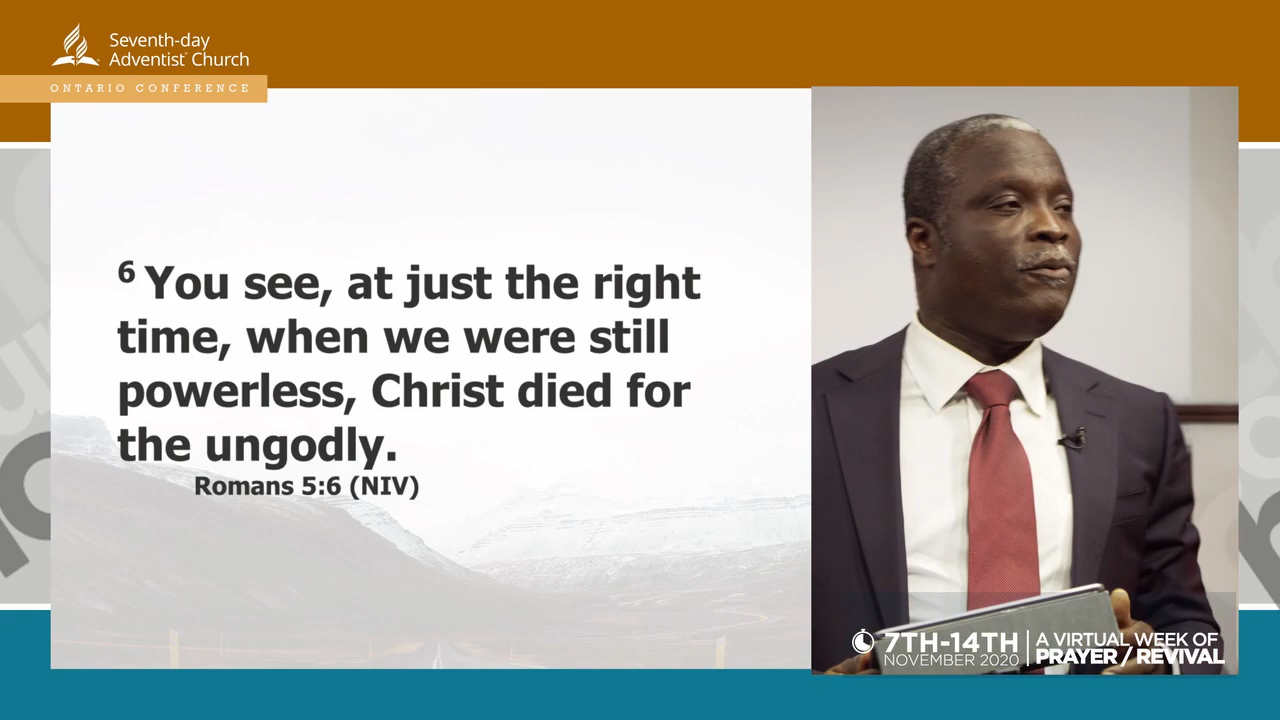 Seventh-day
Adventist® Church
ONTARIO CONFERENCE
6 You see, at just the right
time, when we were still
powerless, Christ died for
the ungodly.
Romans 5:6 (NIV)
7TH-14TH
NOVEMBER 2020
A VIRTUAL WEEK OF
PRAYER / REVIVAL